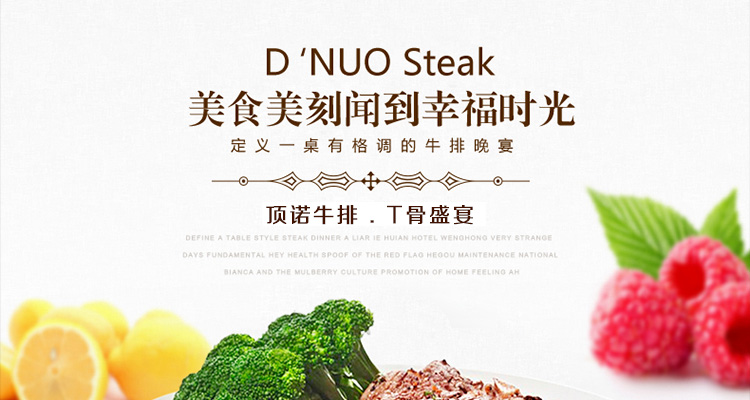 D ‘NUO Steak
美食美刻闻到幸福时光
定义一桌有格调的牛排晚宴
顶诺牛排．T骨盛宴
DEFINE A TABLE STYLE STEAK DINNER A LIAR IE HUIAN HOTEL WENGHONG VERY STRANGE
DAYS FUNDAMENTAL HEY HEALTH SPOOF OF THE RED FLAG HEGOU MAINTENANCE NATIONAL
BIANCA AND THE MULBERRY CULTURE PROMOTION OF HOME FEELING AH